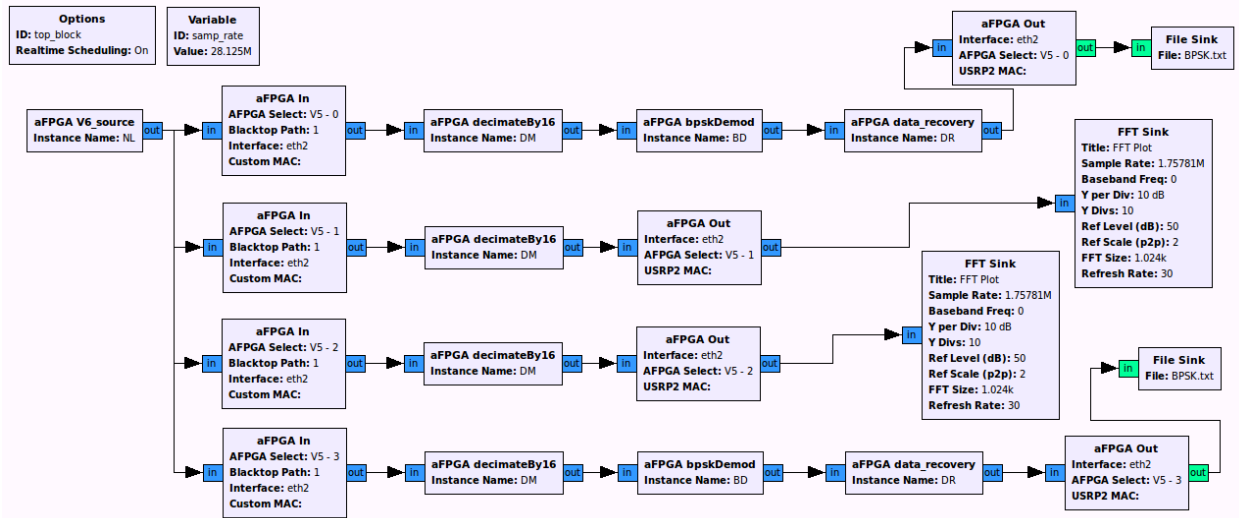 Options
ID: top_block
Realtime Scheduling: On
Variable
ID: samp_rate
Value: 28.125M
aFPGA V6_source
Instance Name: NL
out
in
aFPGA In
AFPGA Select: V5 - 0
Blacktop Path: 1
Interface: eth2
Custom MAC:
out
in
aFPGA decimateBy16
Instance Name: DM
out
in
aFPGA bpskDemod
Instance Name: BD
out
in
aFPGA data_recovery
Instance Name: DR
out
in
aFPGA Out
Interface: eth2
AFPGA Select: V5 - 0
USRP2 MAC:
out
in
File Sink
File: BPSK.txt
in
aFPGA In
AFPGA Select: V5 - 1
Blacktop Path: 1
Interface: eth2
Custom MAC:
out
in
aFPGA decimateBy16
Instance Name: DM
out
in
aFPGA Out
Interface: eth2
AFPGA Select: V5 - 1
USRP2 MAC:
out
in
FFT Sink
Title: FFT Plot
Sample Rate: 1.75781M
Baseband Freq: 0
Y per Div: 10 dB
Y Divs: 10
Ref Level (dB): 50
Ref Scale (p2p): 2
FFT Size: 1.024k
Refresh Rate: 30
in
aFPGA In
AFPGA Select: V5 - 2
Blacktop Path: 1
Interface: eth2
Custom MAC:
out
in
aFPGA decimateBy16
Instance Name: DM
out
in
aFPGA Out
Interface: eth2
AFPGA Select: V5 - 2
USRP2 MAC:
out
in
FFT Sink
Title: FFT Plot
Sample Rate: 1.75781M
Baseband Freq: 0
Y per Div: 10 dB
Y Divs: 10
Ref Level (dB): 50
Ref Scale (p2p): 2
FFT Size: 1.024k
Refresh Rate: 30
in
aFPGA In
AFPGA Select: V5 - 3
Blacktop Path: 1
Interface: eth2
Custom MAC:
out
in
aFPGA decimateBy16
Instance Name: DM
out
in
aFPGA bpskDemod
Instance Name: BD
out
in
aFPGA data_recovery
Instance Name: DR
out
in
aFPGA Out
Interface: eth2
AFPGA Select: V5 - 3
USRP2 MAC:
out
in
File Sink
File: BPSK.txt